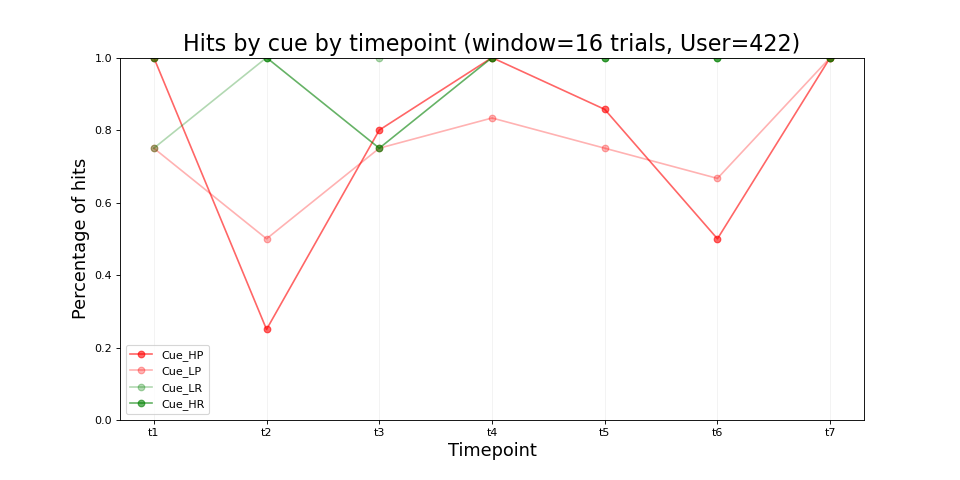 Hits by cue by timepoint (window=16 trials, User=422)
Percentage of hits
1.0
0.8
0.6
0.4
0.2
0.0
Cue_HP
Cue_LP
Cue_LR
Cue_HR
t1 t2 t3 t4 t5 t6 t7
Timepoint